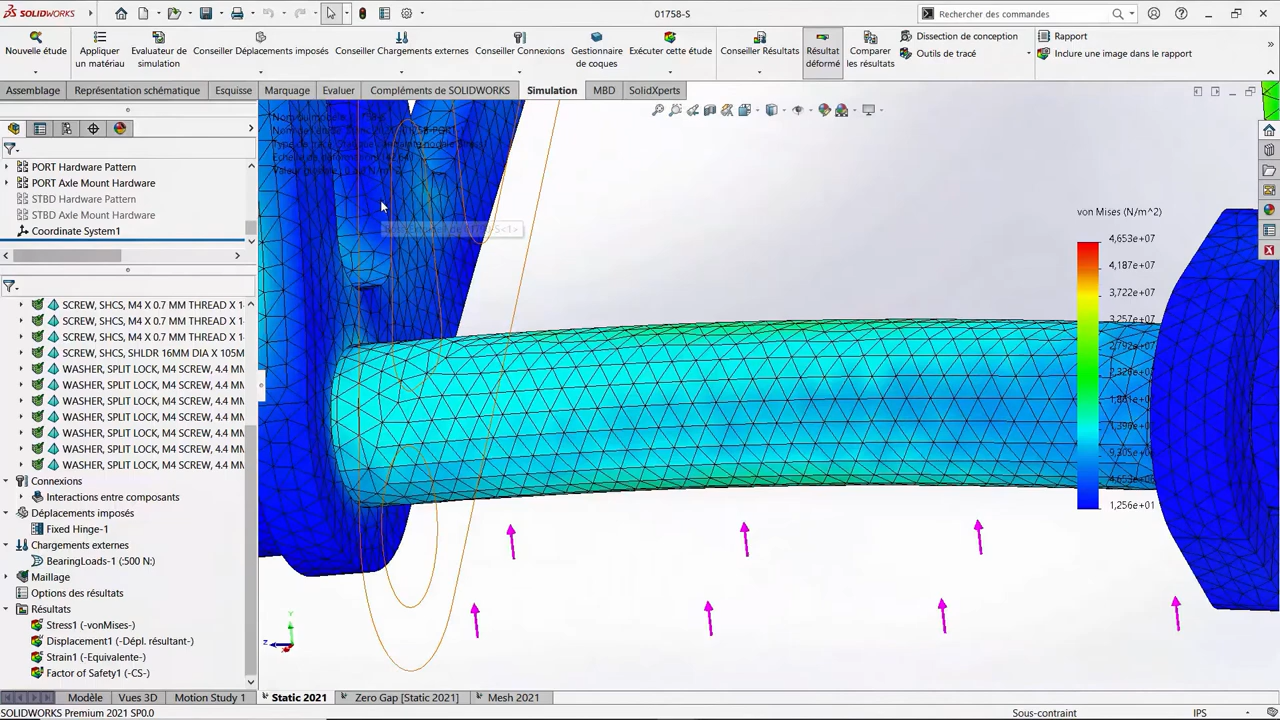 SOLIDWORKS
01758-S
Rechercher des commandes
Nouvelle étude
Appliquer un matériau
Evaluateur de simulation
Conseiller Déplacements imposés
Conseiller Chargements externes
Conseiller Connexions
Gestionnaire de coques
Exécuter cette étude
Conseiller Résultats
Résultat déformé
Comparer les résultats
Dissection de conception
Outils de tracé
Rapport
Inclure une image dans le rapport
Assemblage
Représentation schématique
Esquisse
Marquage
Evaluer
Compléments de SOLIDWORKS
Simulation
MBD
SolidXperts
PORT Hardware Pattern
PORT Axle Mount Hardware
STBD Hardware Pattern
STBD Axle Mount Hardware
Coordinate System1
SCREW, SHCS, M4 X 0.7 MM THREAD X 1
SCREW, SHCS, M4 X 0.7 MM THREAD X 1
SCREW, SHCS, M4 X 0.7 MM THREAD X 1
SCREW, SHCS, SHLDR 16MM DIA X 105M
WASHER, SPLIT LOCK, M4 SCREW, 4.4 M
WASHER, SPLIT LOCK, M4 SCREW, 4.4 M
WASHER, SPLIT LOCK, M4 SCREW, 4.4 M
WASHER, SPLIT LOCK, M4 SCREW, 4.4 M
WASHER, SPLIT LOCK, M4 SCREW, 4.4 M
WASHER, SPLIT LOCK, M4 SCREW, 4.4 M
WASHER, SPLIT LOCK, M4 SCREW, 4.4 M
Connexions
Interactions entre composants
Déplacements imposés
Fixed Hinge-1
Chargements externes
BearingLoads-1 (:500 N:)
Maillage
Options des résultats
Résultats
Stress1 (-vonMises-)
Displacement1 (-Dépl. résultant-)
Strain1 (-Equivalente-)
Factor of Safety1 (-CS-)
von Mises (N/m^2)
4,653e+07
4,187e+07
3,722e+07
3,257e+0
1,256e+01
Y
Z
Modèle
Vues 3D
Motion Study 1
Static 2021
Zero Gap [Static 2021]
Mesh 2021
SOLIDWORKS Premium 2021 SP0.0
Sous-contraint
IPS